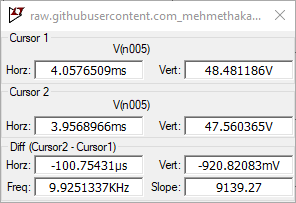 raw.githubusercontent.com_mehmethaka...
Cursor 1
V(n005)
Horz: 4.0576509ms Vert: 48.481186V
Cursor 2
V(n005)
Horz: 3.9568966ms Vert: 47.560365V
Diff (Cursor2 - Cursor1)
Horz: -100.75431µs Vert: -920.82083mV
Freq: 9.9251337KHz Slope: 9139.27